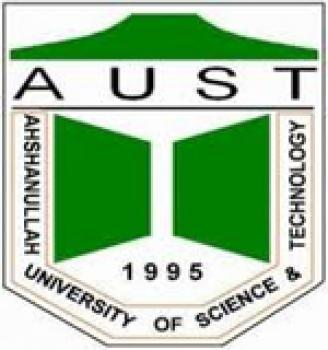 AUST
AHSHANULLAH UNIVERSITY OF SCIENCE & TECHNOLOGY
1995